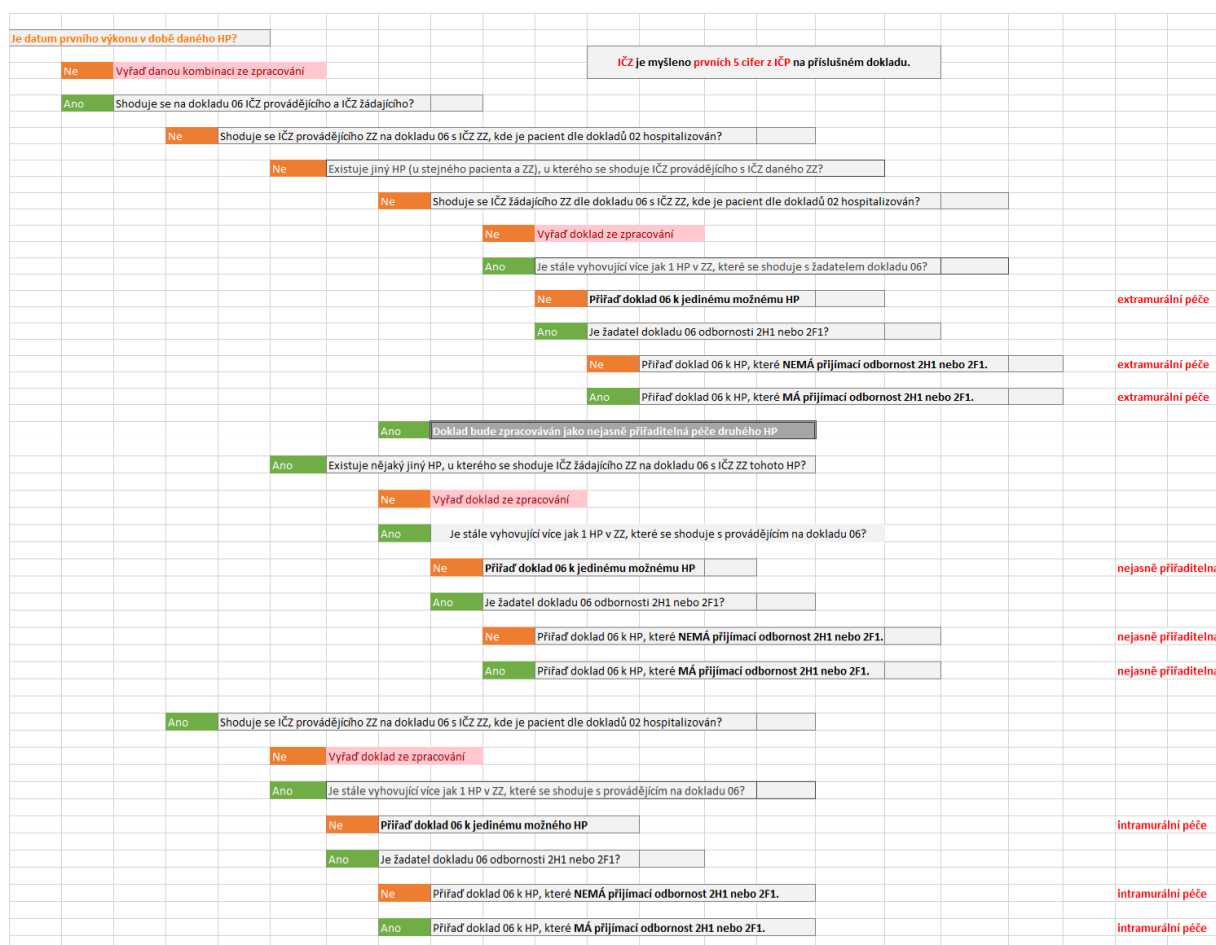 Je datum prvního výkonu v době daného HP?
IČZ je myšleno prvních 5 cifer z IČP na příslušném dokladu.
Ne Vyřaď danou kombinaci ze zpracování
Ano Shoduje se na dokladu 06 IČZ provádějícího a IČZ žádajícího?
Ne Shoduje se IČZ provádějícího ZZ na dokladu 06 s IČZ ZZ, kde je pacient dle dokladů 02 hospitalizován?
Ne Existuje jiný HP (u stejného pacienta a ZZ), u kterého se shoduje IČZ provádějícího s IČZ daného ZZ?
Ne Shoduje se IČZ žádajícího ZZ dle dokladu 06 s IČZ ZZ, kde je pacient dle dokladů 02 hospitalizován?
Ne Vyřaď doklad ze zpracování
Ano Je stále vyhovující více jak 1 HP v ZZ, které se shoduje s žadatelem dokladu 06?
Ne Přiřaď doklad 06 k jedinému možnému HP extramurální péče
Ano Je žadatel dokladu 06 odbornosti 2H1 nebo 2F1?
Ne Přiřaď doklad 06 k HP, které NEMÁ přijímací odbornost 2H1 nebo 2F1. extramurální péče
Ano Přiřaď doklad 06 k HP, které MÁ přijímací odbornost 2H1 nebo 2F1. extramurální péče
Ano Doklad bude zpracováván jako nejasně přiřaditelná péče druhého HP
Ano Existuje nějaký jiný HP, u kterého se shoduje IČZ žádajícího ZZ na dokladu 06 s IČZ ZZ tohoto HP?
Ne Vyřaď doklad ze zpracování
Ano Je stále vyhovující více jak 1 HP v ZZ, které se shoduje s provádějícím na dokladu 06?
Ne Přiřaď doklad 06 k jedinému možnému HP nejasně přiřaditelná
Ano Je žadatel dokladu 06 odbornosti 2H1 nebo 2F1?
Ne Přiřaď doklad 06 k HP, které NEMÁ přijímací odbornost 2H1 nebo 2F1. nejasně přiřaditelná
Ano Přiřaď doklad 06 k HP, které MÁ přijímací odbornost 2H1 nebo 2F1. nejasně přiřaditelná
Ano Shoduje se IČZ provádějícího ZZ na dokladu 06 s IČZ ZZ, kde je pacient dle dokladů 02 hospitalizován?
Ne Vyřaď doklad ze zpracování
Ano Je stále vyhovující více jak 1 HP v ZZ, které se shoduje s provádějícím na dokladu 06?
Ne Přiřaď doklad 06 k jedinému možného HP intramurální péče
Ano Je žadatel dokladu 06 odbornosti 2H1 nebo 2F1?
Ne Přiřaď doklad 06 k HP, které NEMÁ přijímací odbornost 2H1 nebo 2F1. intramurální péče
Ano Přiřaď doklad 06 k HP, které MÁ přijímací odbornost 2H1 nebo 2F1. intramurální péče